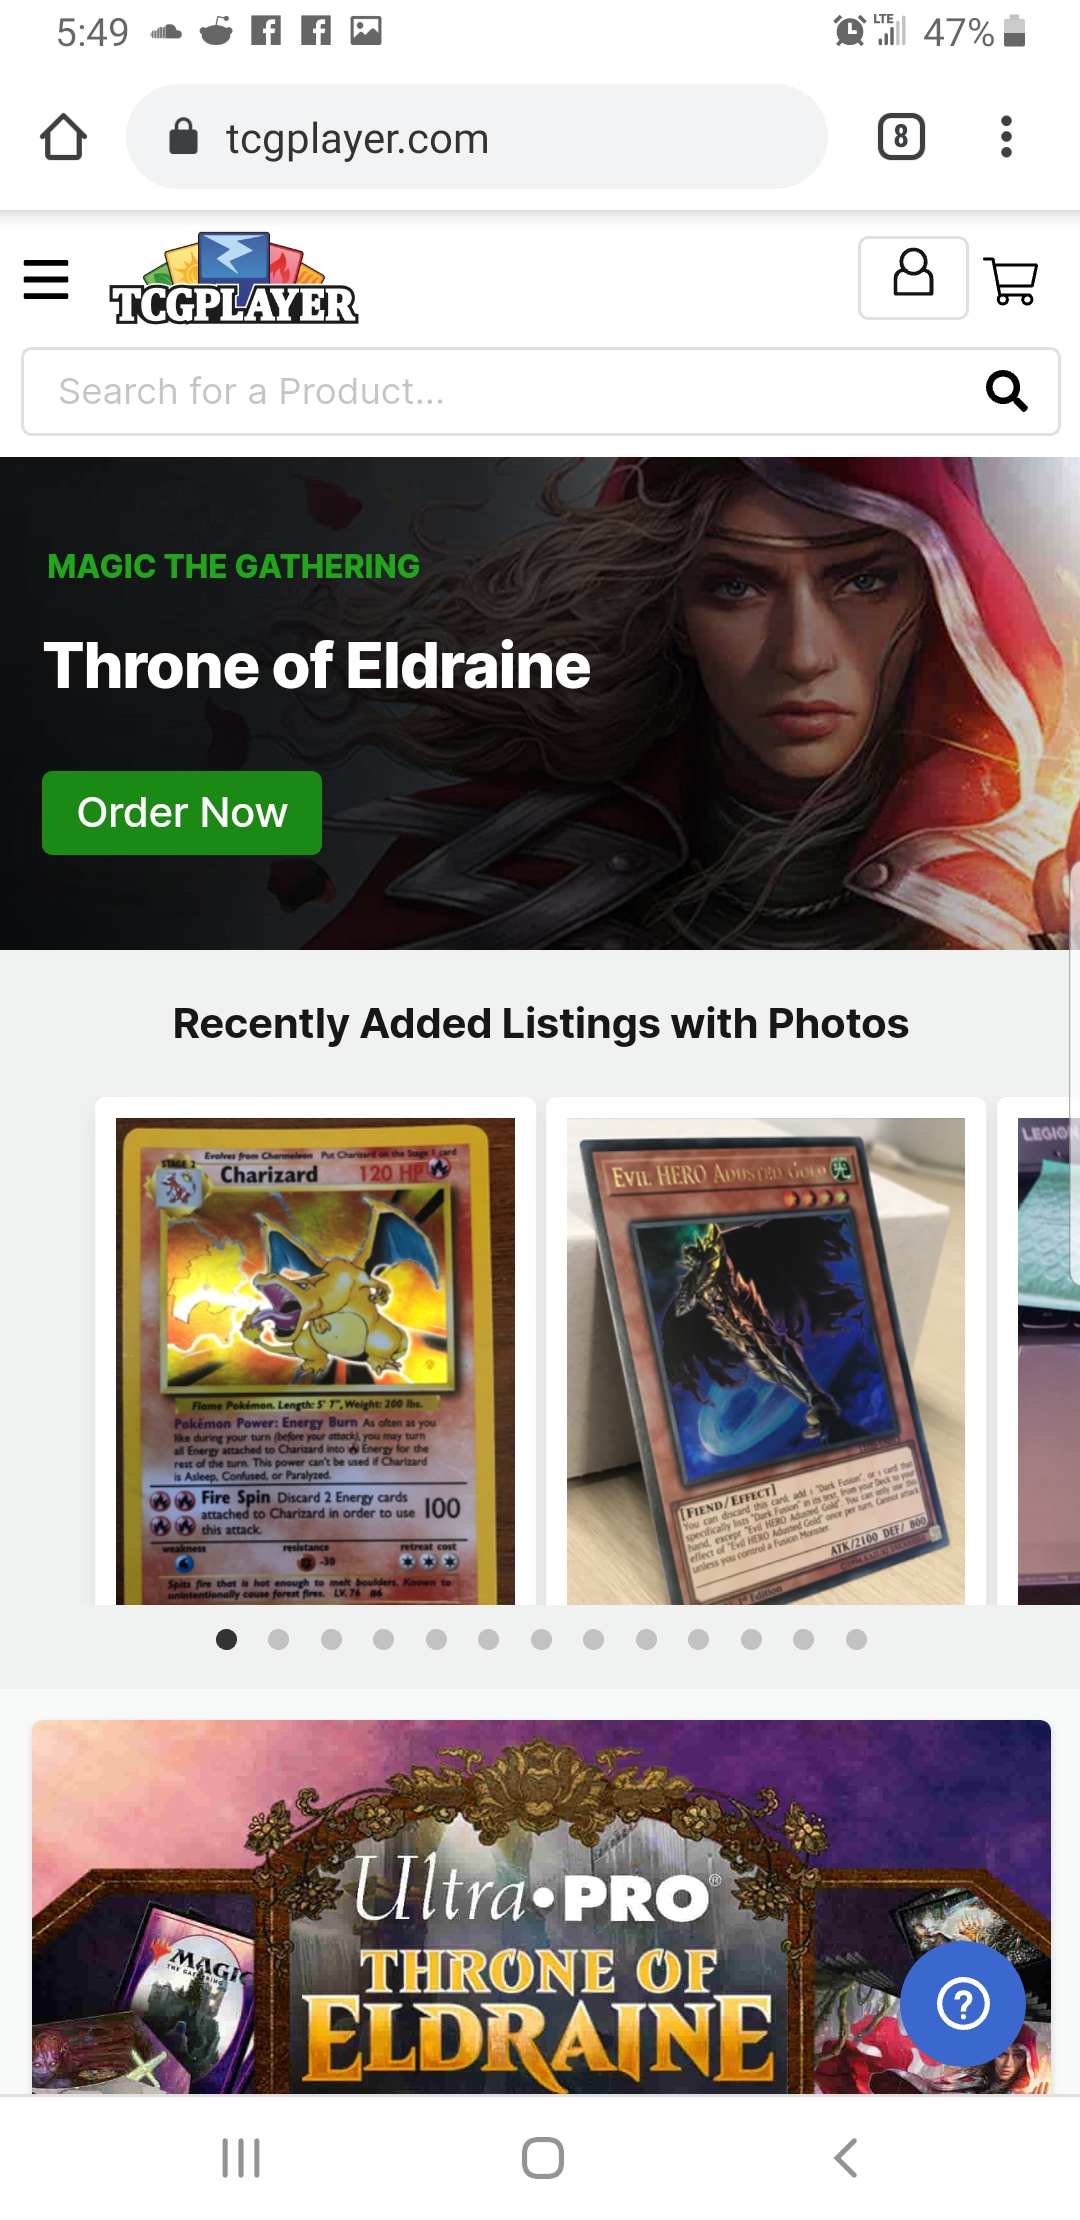 5:49
LTE
47%
tcgplayer.com
8
TCGPLAYER
Search for a Product...
MAGIC THE GATHERING
Throne of Eldraine
Order Now
Recently Added Listings with Photos
Evolves from Charmeleon Put Charizard on the Stage 1 card
STAGE 2
Charizard 120 HP
Flame Pokémon. Length: 5' 7", Weight: 200 lbs.
Pokémon Power: Energy Burn As often as you
like during your turn (before your attack), you may turn
all Energy attached to Charizard into Energy for the
rest of the turn. This power can't be used if Charizard
is Asleep, Confused, or Paralyzed.
Fire Spin Discard 2 Energy cards
attached to Charizard in order to use 100
this attack.
weakness resistance retreat cost
-30
Spits fire that is hot enough to melt boulders. Known to
unintentionally cause forest fires. LV. 76 #6
EVIL HERO ADUSTED GOLD
[FIEND/EFFECT]
You can discard this card; add 1 "Dark Fusion", or 1 card that
specifically lists "Dark Fusion" in its text, from your Deck to your
hand, except "Evil HERO Adusted Gold". You can only use this
effect of "Evil HERO Adusted Gold" once per turn. Cannot attack
unless you control a Fusion Monster.
ATK/2100 DEF/ 800
1st Edition
LEGION
Ultra•PRO®
THRONE OF
ELDRAINE
MAGIC
THE GATHERING
?